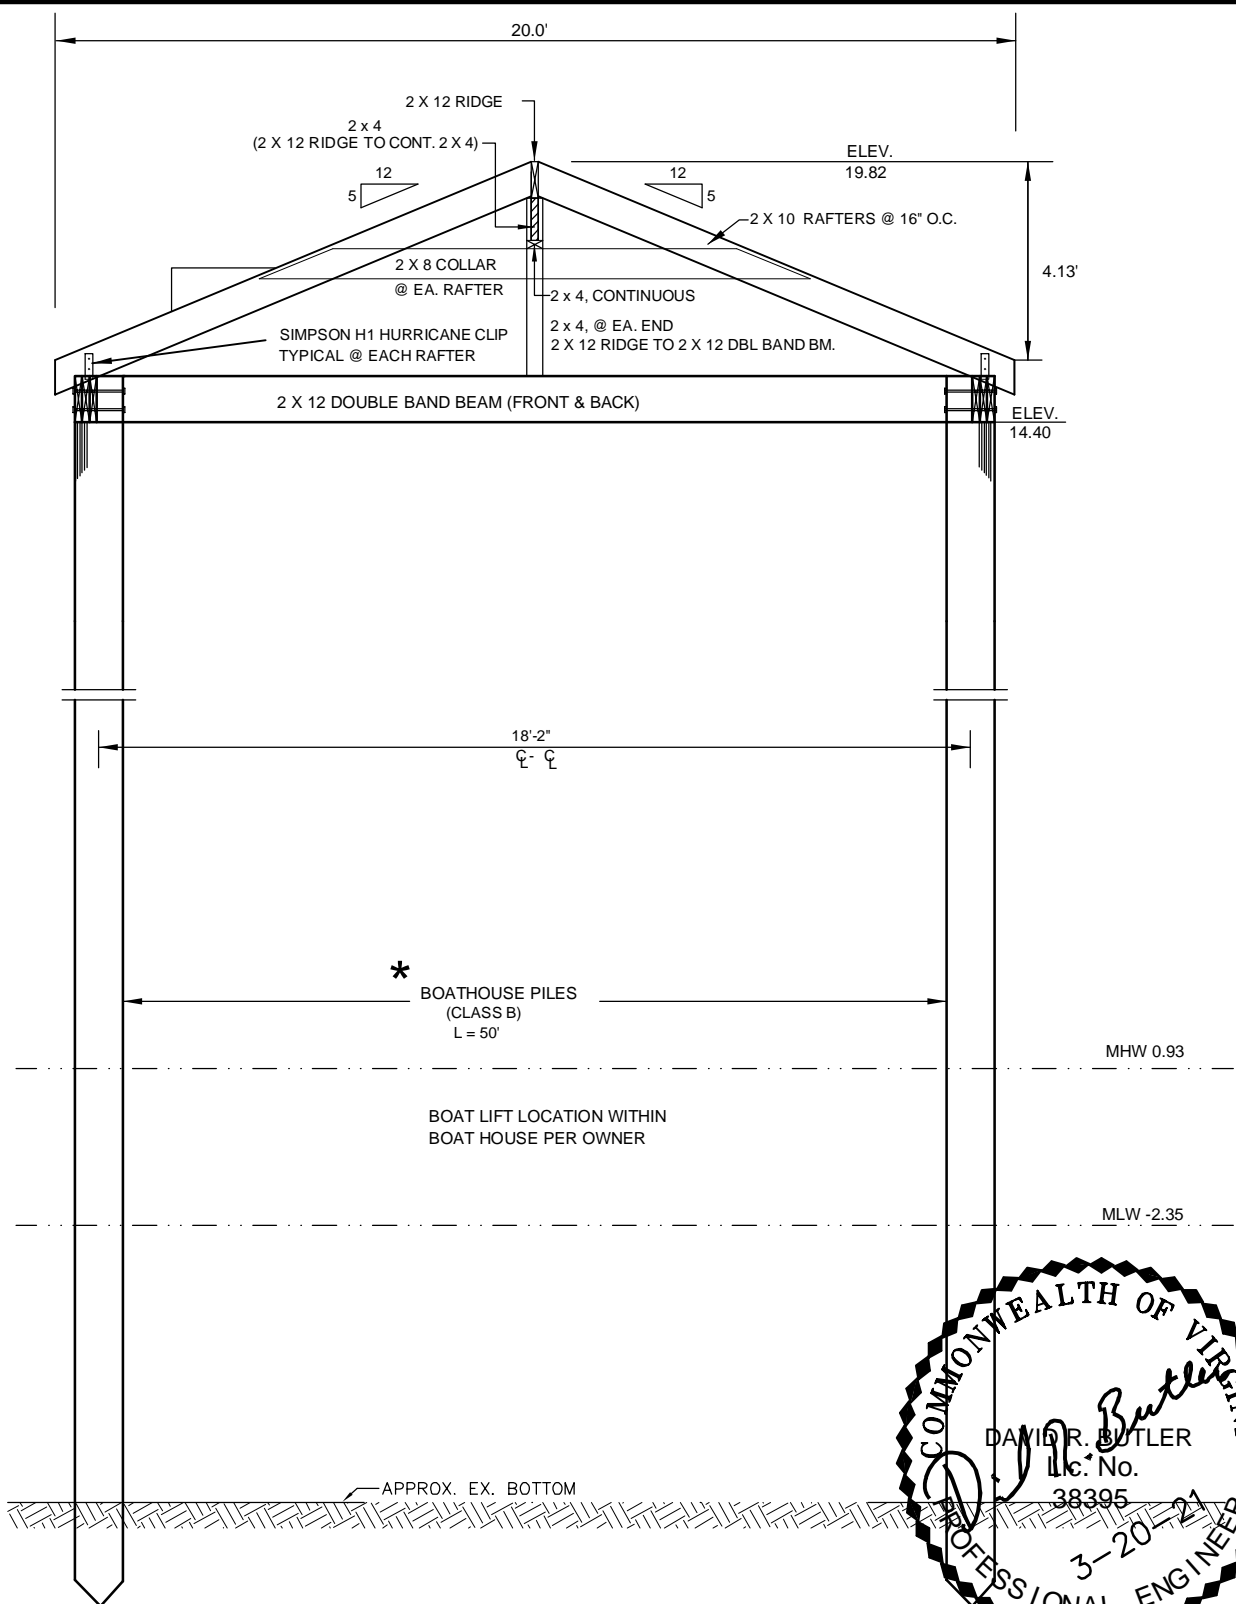 20.0'
2 X 12 RIDGE
2 x 4
(2 X 12 RIDGE TO CONT. 2 X 4)
ELEV.
19.82
12
5
12
5
2 X 10 RAFTERS @ 16" O.C.
4.13'
2 X 8 COLLAR
@ EA. RAFTER
2 x 4, CONTINUOUS
SIMPSON H1 HURRICANE CLIP
TYPICAL @ EACH RAFTER
2 x 4, @ EA. END
2 X 12 RIDGE TO 2 X 12 DBL BAND BM.
2 X 12 DOUBLE BAND BEAM (FRONT & BACK)
ELEV.
14.40
18'-2"
℄ - ℄
*
BOATHOUSE PILES
(CLASS B)
L = 50'
MHW 0.93
BOAT LIFT LOCATION WITHIN
BOAT HOUSE PER OWNER
MLW -2.35
COMMONWEALTH OF
David R. Butler
DAVID R. BUTLER
Lic. No.
38395
3-20-21
PROFESSIONAL ENGINEER
APPROX. EX. BOTTOM